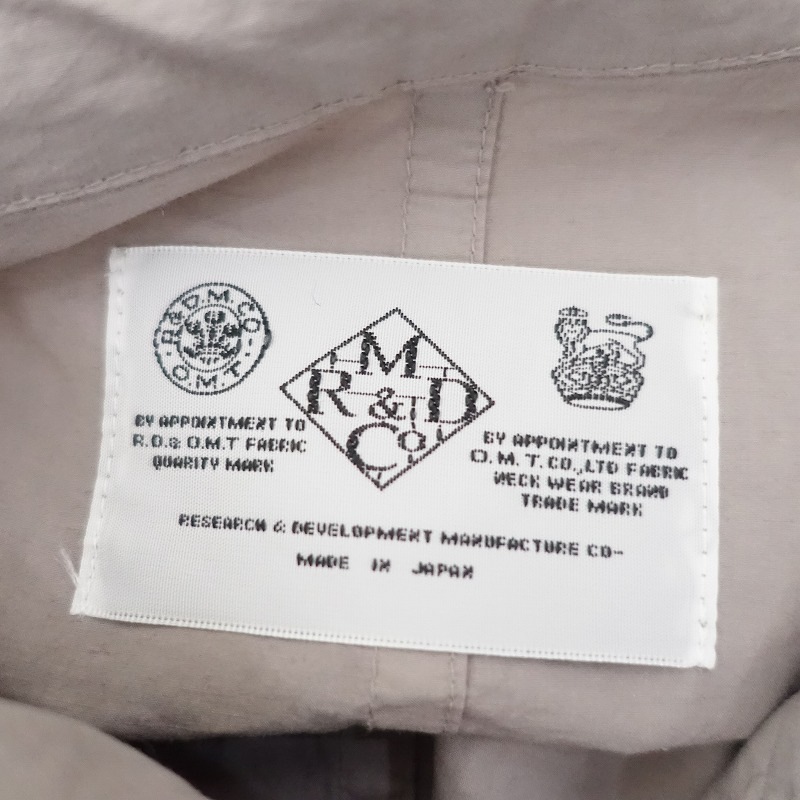 R&D.M.CO
O.M.T.
BY APPOINTMENT TO
R.D.& O.M.T FABRIC
QUARITY MARK
M
R & D
Co
BY APPOINTMENT TO
O.M.T.CO.,LTD FABRIC
NECK WEAR BRAND
TRADE MARK
RESEARCH & DEVELOPMENT MANUFACTURE CO-
MADE IN JAPAN